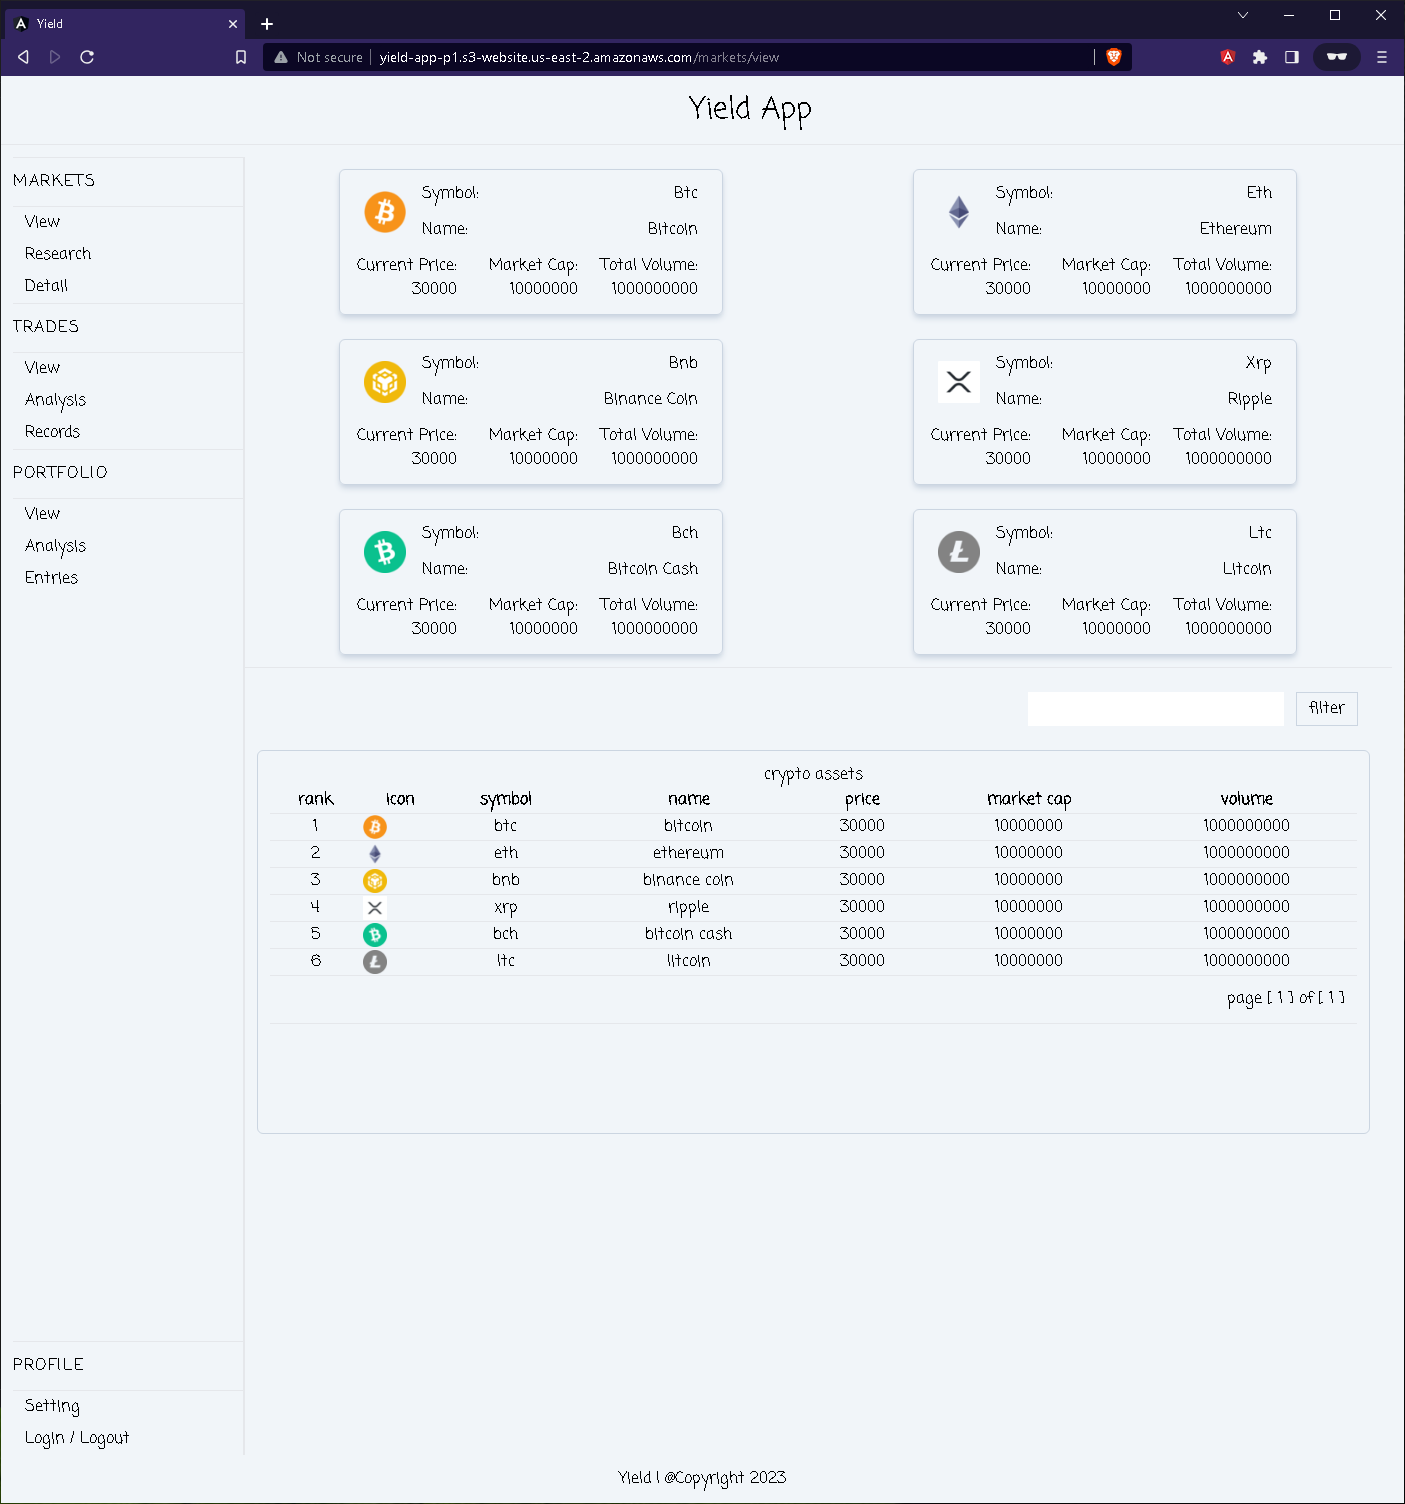 Yield
Not secure | yield-app-p1.s3-website.us-east-2.amazonaws.com/markets/view
Yield App
MARKETS
View
Research
Detail
TRADES
View
Analysis
Records
PORTFOLIO
View
Analysis
Entries
PROFILE
Setting
Login / Logout
Symbol: Btc
Name: Bitcoin
Current Price: Market Cap: Total Volume:
30000 10000000 1000000000
Symbol: Eth
Name: Ethereum
Current Price: Market Cap: Total Volume:
30000 10000000 1000000000
Symbol: Bnb
Name: Binance Coin
Current Price: Market Cap: Total Volume:
30000 10000000 1000000000
Symbol: Xrp
Name: Ripple
Current Price: Market Cap: Total Volume:
30000 10000000 1000000000
Symbol: Bch
Name: Bitcoin Cash
Current Price: Market Cap: Total Volume:
30000 10000000 1000000000
Symbol: Ltc
Name: Litcoin
Current Price: Market Cap: Total Volume:
30000 10000000 1000000000
filter
crypto assets
rank icon symbol name price market cap volume
1 btc bitcoin 30000 10000000 1000000000
2 eth ethereum 30000 10000000 1000000000
3 bnb binance coin 30000 10000000 1000000000
4 xrp ripple 30000 10000000 1000000000
5 bch bitcoin cash 30000 10000000 1000000000
6 ltc litcoin 30000 10000000 1000000000
page [ 1 ] of [ 1 ]
Yield | @Copyright 2023